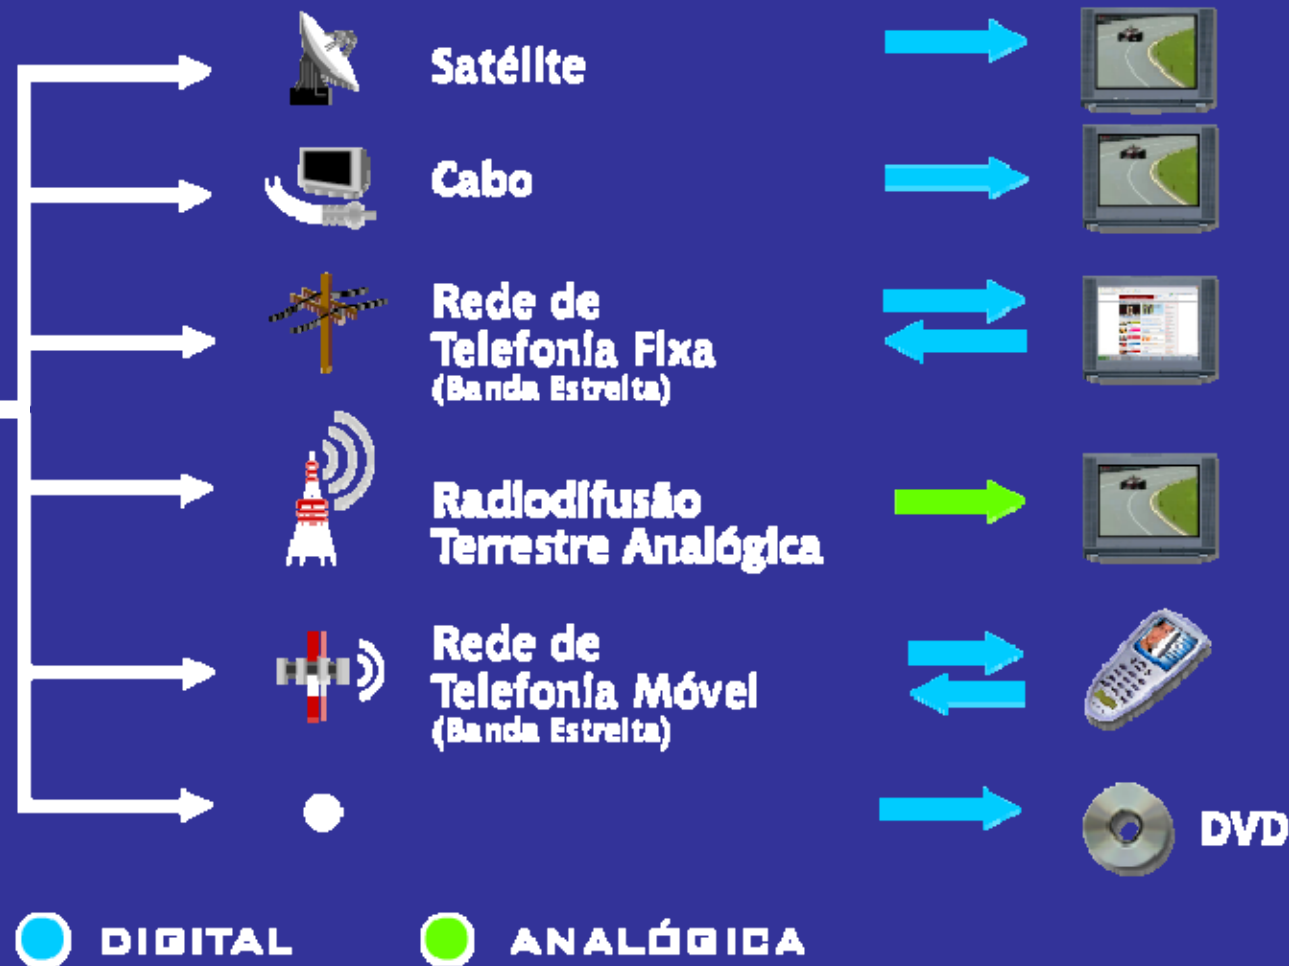 Satélite
Cabo
Rede de
Telefonia Fixa
(Banda Estreita)
Radiodifusão
Terrestre Analógica
Rede de
Telefonia Móvel
(Banda Estreita)
DVD
DIGITAL
ANALÓGICA